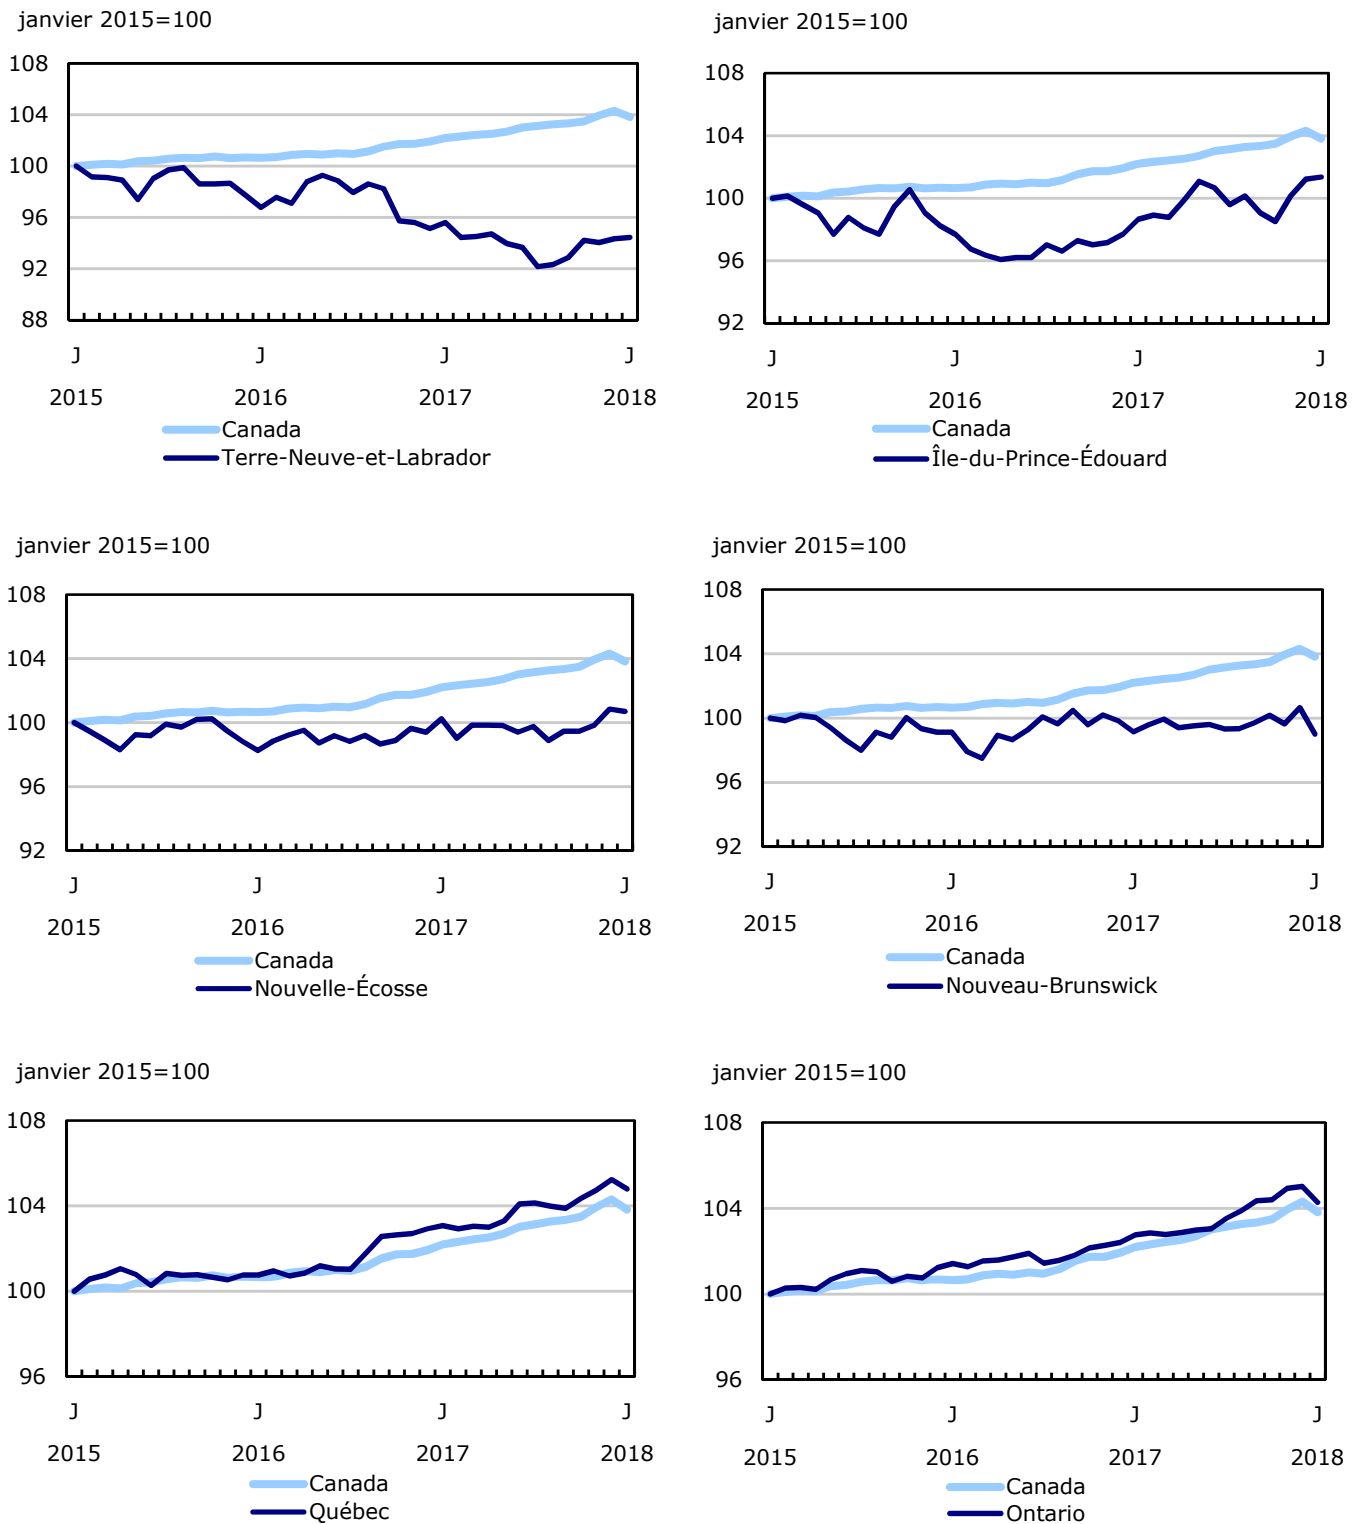 janvier 2015=100
108
104
100
96
92
88
J J J J
2015 2016 2017 2018
Canada
Terre-Neuve-et-Labrador
janvier 2015=100
108
104
100
96
92
J J J J
2015 2016 2017 2018
Canada
Île-du-Prince-Édouard
janvier 2015=100
108
104
100
96
92
J J J J
2015 2016 2017 2018
Canada
Nouvelle-Écosse
janvier 2015=100
108
104
100
96
92
J J J J
2015 2016 2017 2018
Canada
Nouveau-Brunswick
janvier 2015=100
108
104
100
96
J J J J
2015 2016 2017 2018
Canada
Québec
janvier 2015=100
108
104
100
96
J J J J
2015 2016 2017 2018
Canada
Ontario